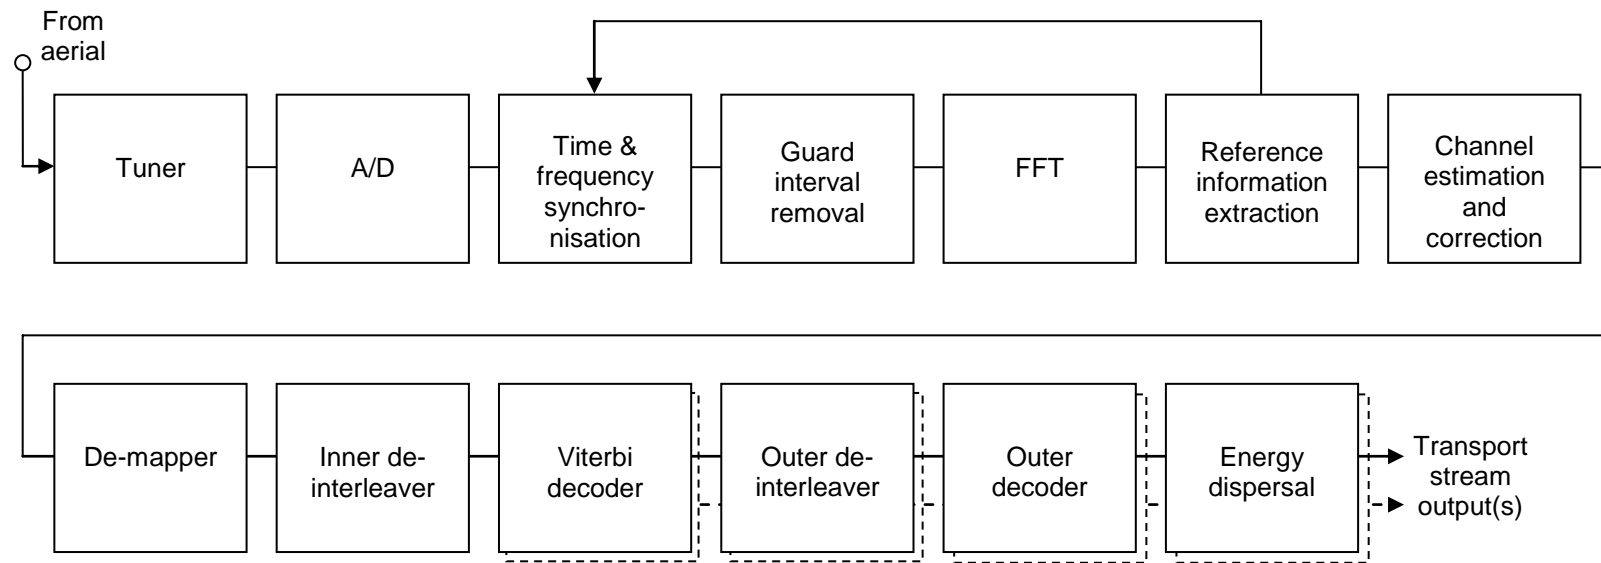 From
aerial
Tuner
A/D
Time &
frequency
synchro-
nisation
Guard
interval
removal
FFT
Reference
information
extraction
Channel
estimation
and
correction
De-mapper
Inner de-
interleaver
Viterbi
decoder
Outer de-
interleaver
Outer
decoder
Energy
dispersal
Transport
stream
output(s)